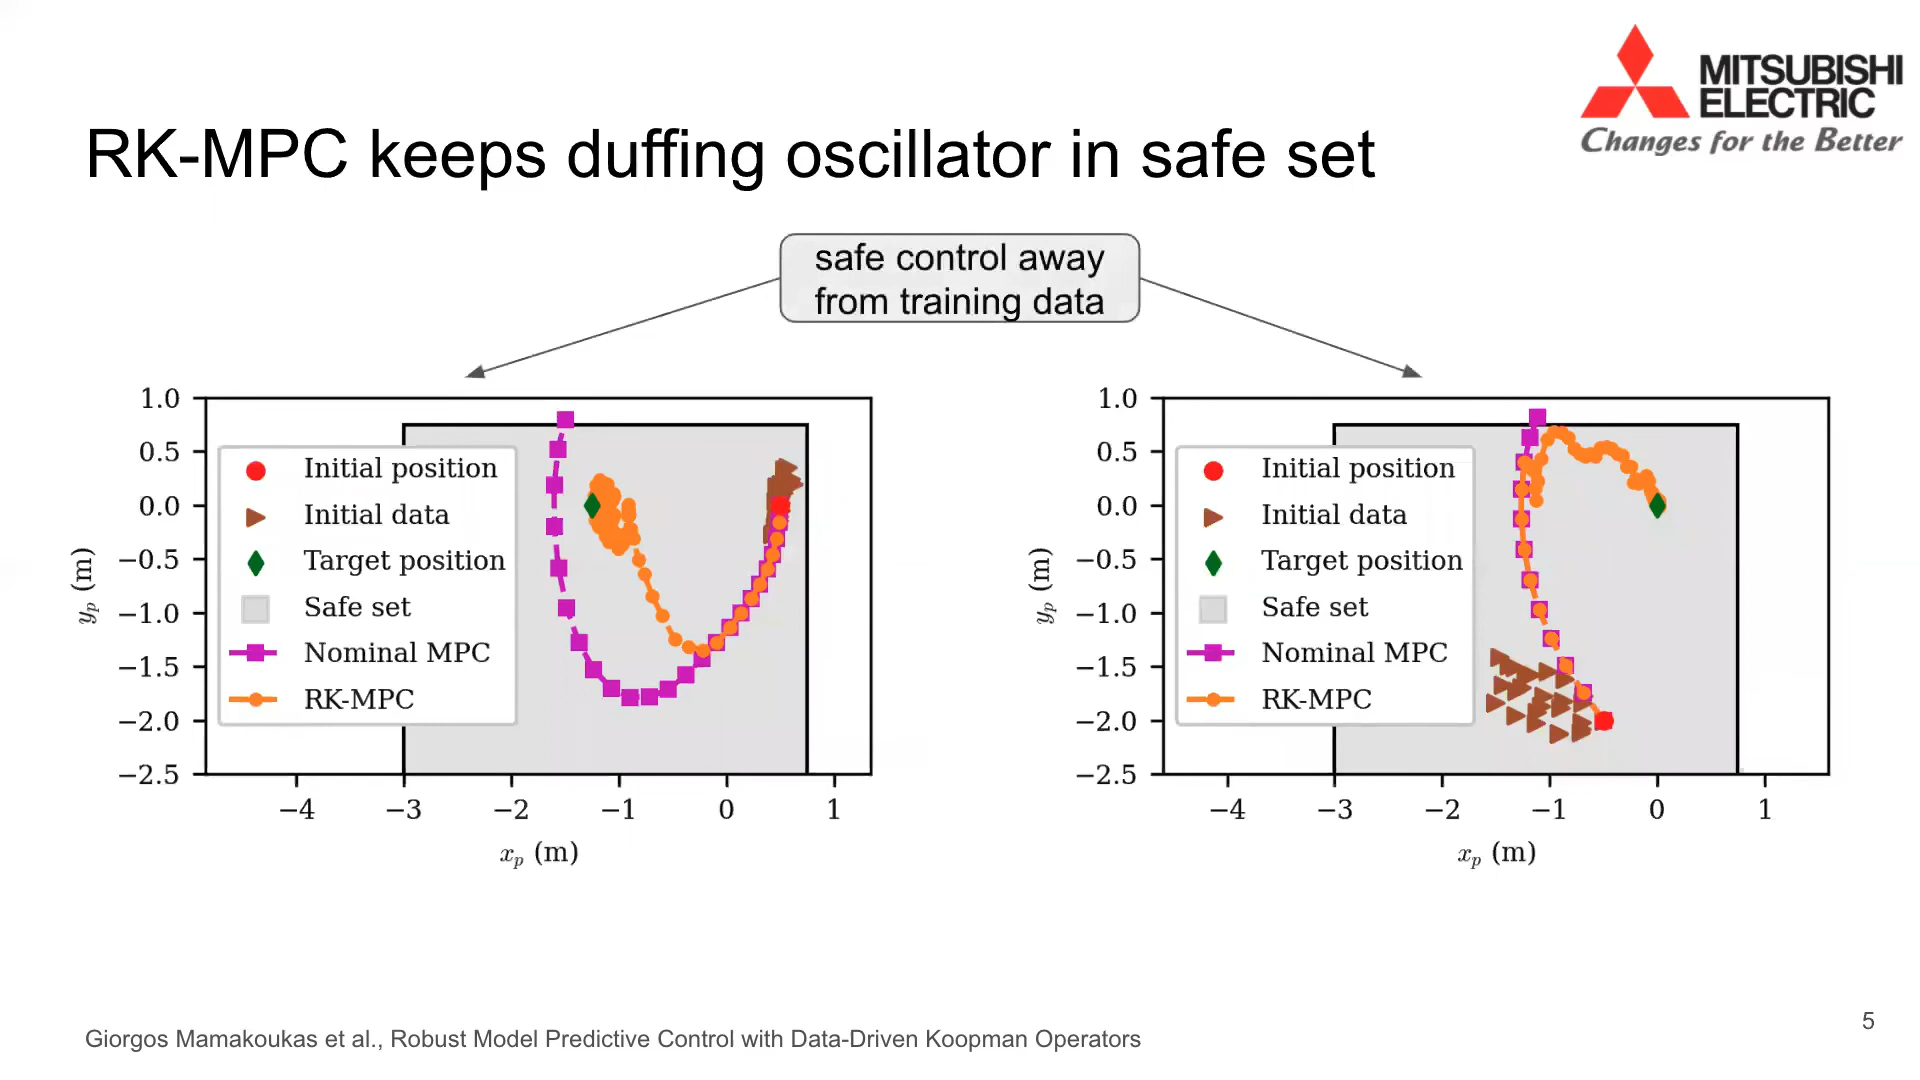 MITSUBISHI
ELECTRIC
Changes for the Better
RK-MPC keeps duffing oscillator in safe set
safe control away
from training data
1.0
0.5
0.0
−0.5
−1.0
−1.5
−2.0
−2.5
y_p (m)
Initial position
Initial data
Target position
Safe set
Nominal MPC
RK-MPC
−4 −3 −2 −1 0 1
x_p (m)
1.0
0.5
0.0
−0.5
−1.0
−1.5
−2.0
−2.5
y_p (m)
Initial position
Initial data
Target position
Safe set
Nominal MPC
RK-MPC
−4 −3 −2 −1 0 1
x_p (m)
Giorgos Mamakoukas et al., Robust Model Predictive Control with Data-Driven Koopman Operators
5